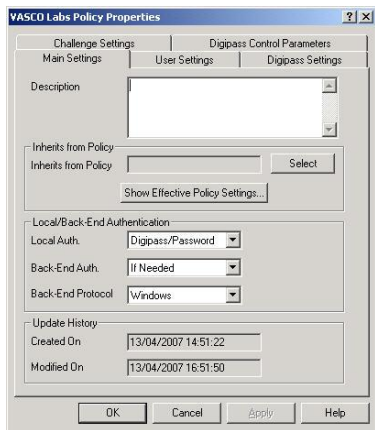 VASCO Labs Policy Properties
Challenge Settings
Digipass Control Parameters
Main Settings
User Settings
Digipass Settings
Description
Inherits from Policy
Inherits from Policy
Select
Show Effective Policy Settings...
Local/Back-End Authentication
Local Auth.
Digipass/Password
Back-End Auth.
If Needed
Back-End Protocol
Windows
Update History
Created On
13/04/2007 14:51:22
Modified On
13/04/2007 16:51:50
OK
Cancel
Apply
Help